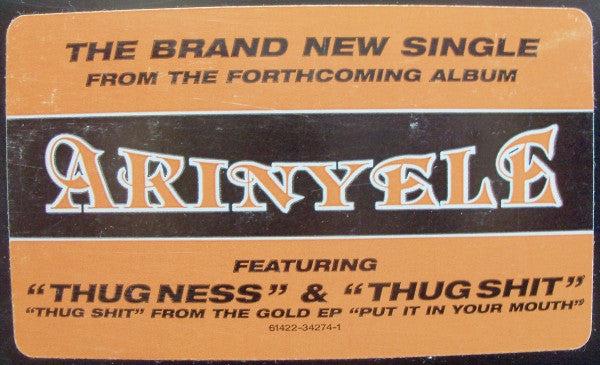 THE BRAND NEW SINGLE
FROM THE FORTHCOMING ALBUM
AKINYELE
FEATURING
"THUG NESS" & "THUG SHIT"
"THUG SHIT" FROM THE GOLD EP "PUT IT IN YOUR MOUTH"
61422-34274-1